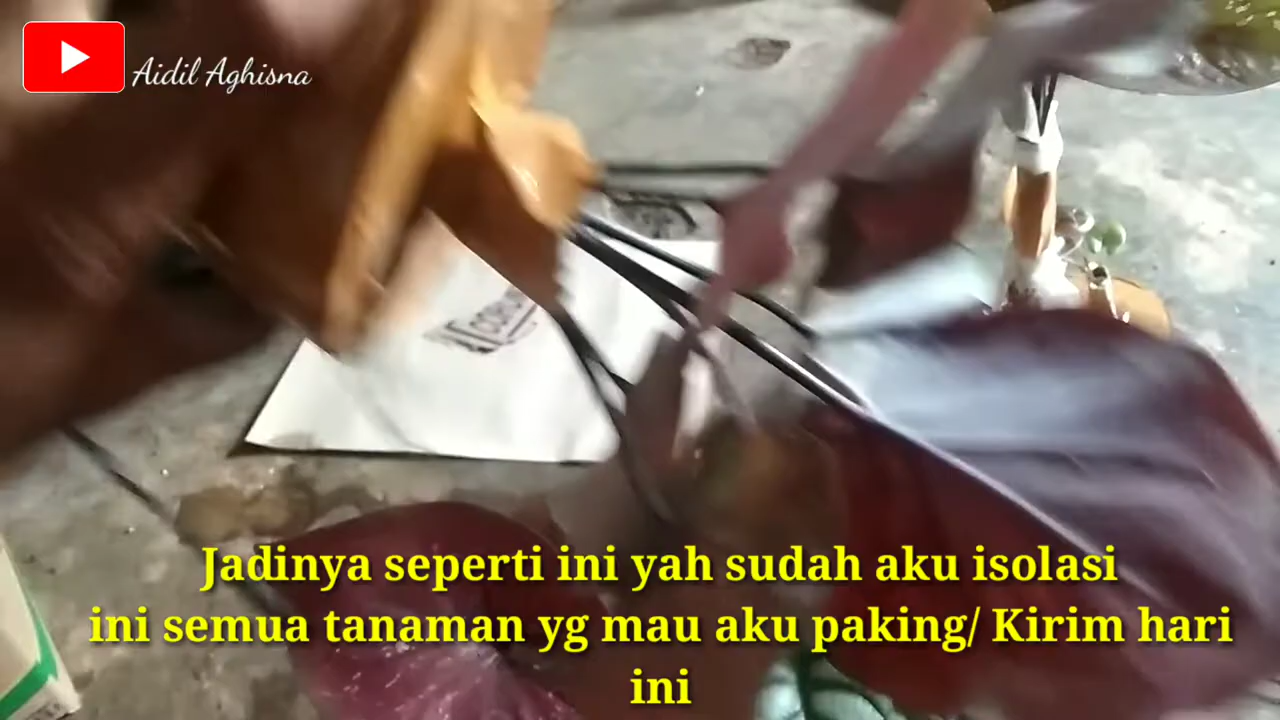 Aidil Aghisna
Jadinya seperti ini yah sudah aku isolasi
ini semua tanaman yg mau aku paking/ Kirim hari
ini